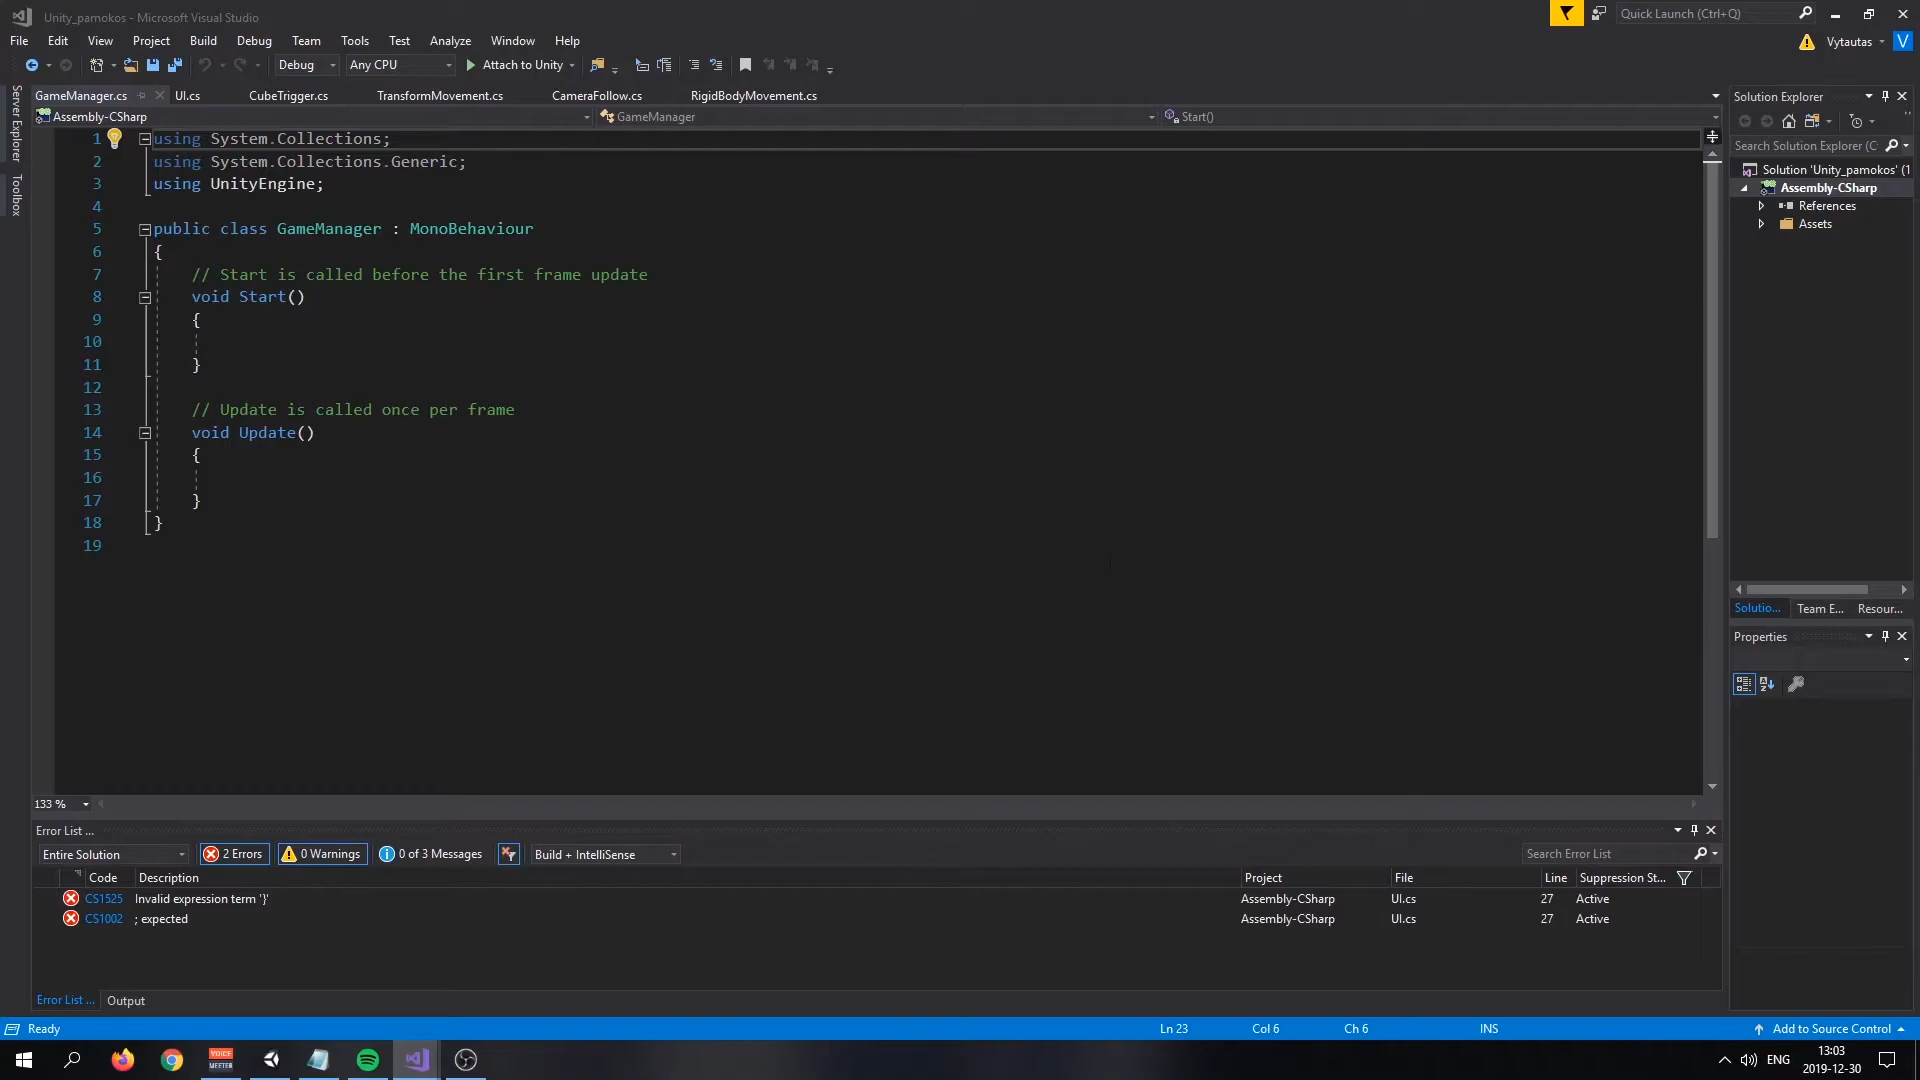 Unity_pamokos - Microsoft Visual Studio
Quick Launch (Ctrl+Q)
File Edit View Project Build Debug Team Tools Test Analyze Window Help
Vytautas V
Debug Any CPU Attach to Unity
Server Explorer
Toolbox
GameManager.cs UI.cs CubeTrigger.cs TransformMovement.cs CameraFollow.cs RigidBodyMovement.cs
Assembly-CSharp GameManager Start()
1 using System.Collections;
2 using System.Collections.Generic;
3 using UnityEngine;
4
5 public class GameManager : MonoBehaviour
6 {
7 // Start is called before the first frame update
8 void Start()
9 {
10
11 }
12
13 // Update is called once per frame
14 void Update()
15 {
16
17 }
18 }
19
133 %
Solution Explorer
Search Solution Explorer (C
Solution 'Unity_pamokos' (1
Assembly-CSharp
References
Assets
Solutio... Team E... Resour...
Properties
Error List ...
Entire Solution 2 Errors 0 Warnings 0 of 3 Messages Build + IntelliSense Search Error List
Code Description Project File Line Suppression St...
CS1525 Invalid expression term '}' Assembly-CSharp UI.cs 27 Active
CS1002 ; expected Assembly-CSharp UI.cs 27 Active
Error List ... Output
Ready Ln 23 Col 6 Ch 6 INS Add to Source Control
VOICE
MEETER
ENG
13:03
2019-12-30